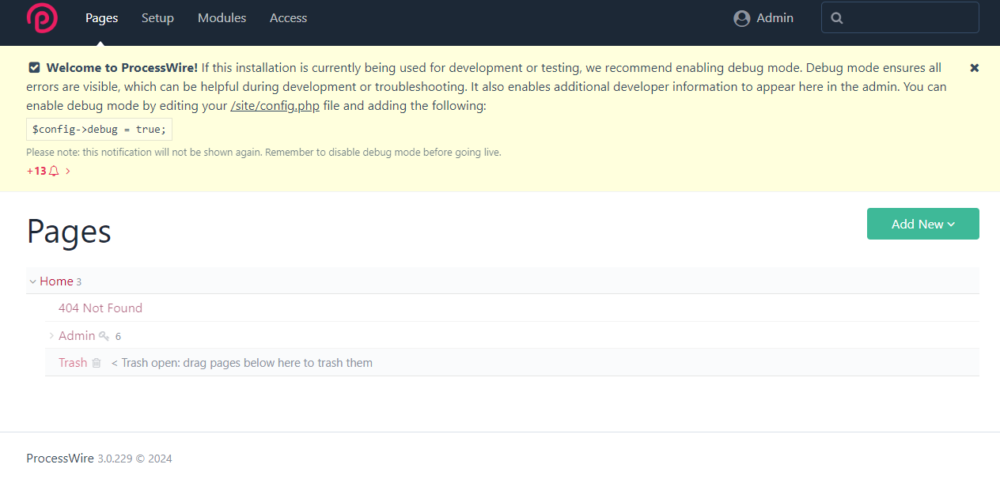 Pages Setup Modules Access Admin
Welcome to ProcessWire! If this installation is currently being used for development or testing, we recommend enabling debug mode. Debug mode ensures all
errors are visible, which can be helpful during development or troubleshooting. It also enables additional developer information to appear here in the admin. You can
enable debug mode by editing your /site/config.php file and adding the following:
$config->debug = true;
Please note: this notification will not be shown again. Remember to disable debug mode before going live.
+13
Pages
Add New
Home 3
404 Not Found
Admin 6
Trash < Trash open: drag pages below here to trash them
ProcessWire 3.0.229 © 2024